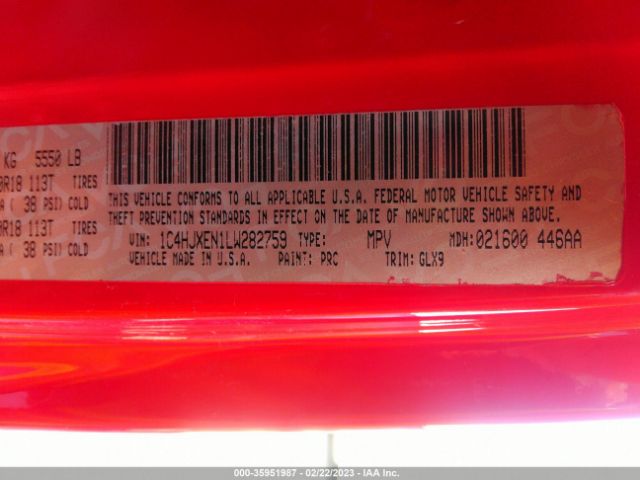 KG 5550 LB
R18 113T TIRES
( 38 PSI) COLD
R18 113T TIRES
( 38 PSI) COLD
THIS VEHICLE CONFORMS TO ALL APPLICABLE U.S.A. FEDERAL MOTOR VEHICLE SAFETY AND
THEFT PREVENTION STANDARDS IN EFFECT ON THE DATE OF MANUFACTURE SHOWN ABOVE.
VIN: 1C4HJXEN1LW282759 TYPE: MPV MDH: 021600 446AA
VEHICLE MADE IN U.S.A. PAINT: PRC TRIM: GLX9
000-35951987 - 02/22/2023 - IAA Inc.